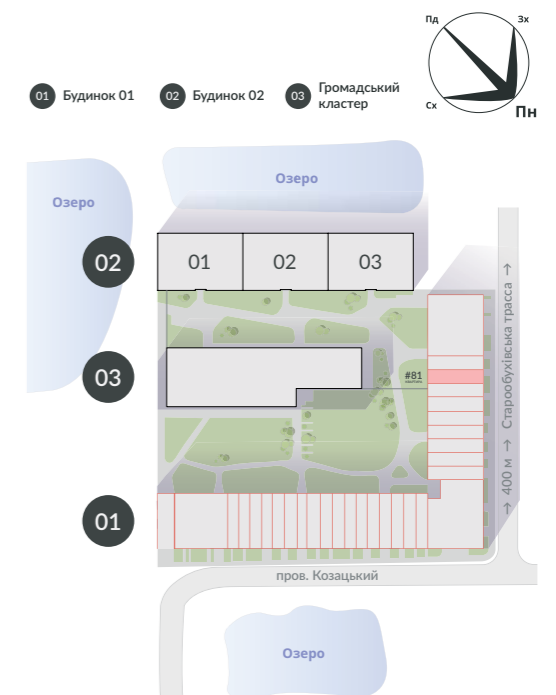 Пд
Зх
Сх
Пн
01 Будинок 01
02 Будинок 02
03 Громадський
кластер
Озеро
Озеро
02
01
02
03
03
#81
← 400 м → Старообухівська трасса →
01
пров. Козацький
Озеро